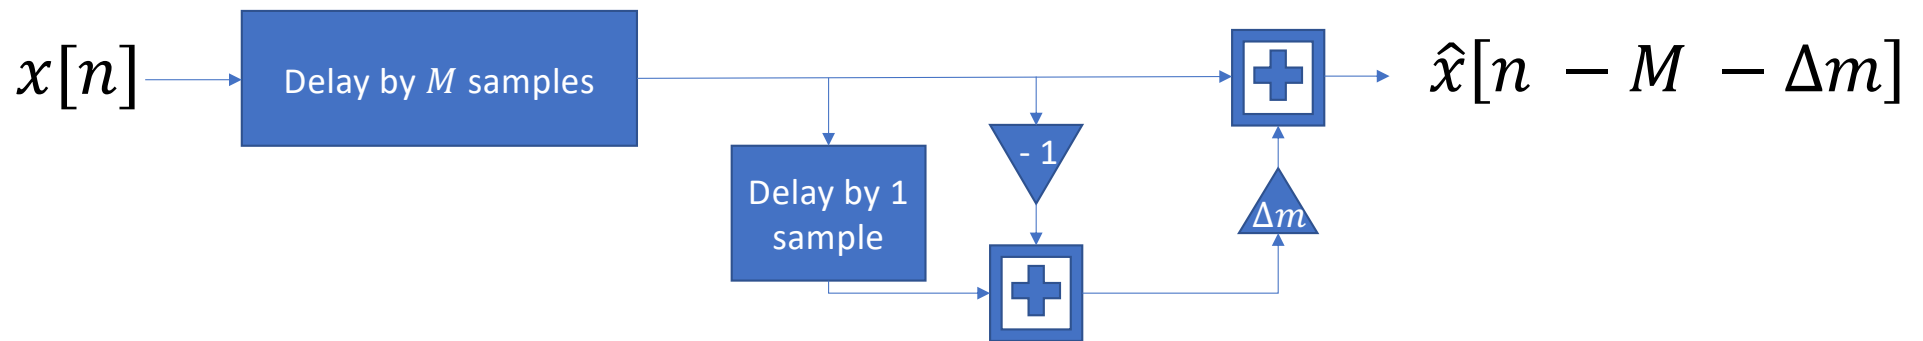 x[n]
Delay by M samples
x̂[n − M − Δm]
- 1
Delay by 1
sample
Δm